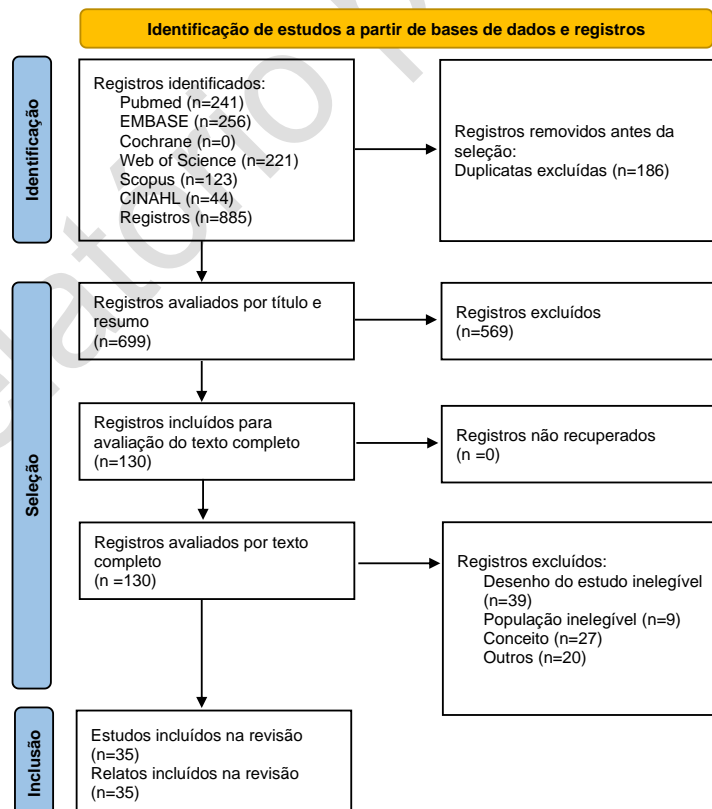 Identificação de estudos a partir de bases de dados e registros
Identificação
Registros identificados:
Pubmed (n=241)
EMBASE (n=256)
Cochrane (n=0)
Web of Science (n=221)
Scopus (n=123)
CINAHL (n=44)
Registros (n=885)
Registros removidos antes da
seleção:
Duplicatas excluídas (n=186)
Seleção
Registros avaliados por título e
resumo
(n=699)
Registros excluídos
(n=569)
Registros incluídos para
avaliação do texto completo
(n=130)
Registros não recuperados
(n =0)
Registros avaliados por texto
completo
(n =130)
Registros excluídos:
Desenho do estudo inelegível
(n=39)
População inelegível (n=9)
Conceito (n=27)
Outros (n=20)
Inclusão
Estudos incluídos na revisão
(n=35)
Relatos incluídos na revisão
(n=35)